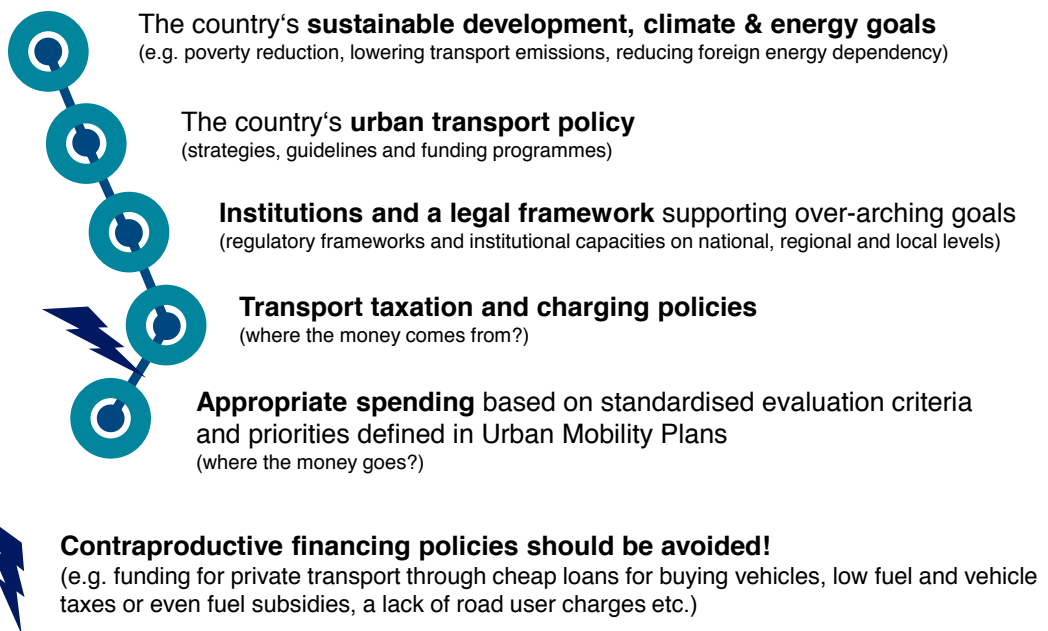 The country‘s sustainable development, climate & energy goals
(e.g. poverty reduction, lowering transport emissions, reducing foreign energy dependency)
The country‘s urban transport policy
(strategies, guidelines and funding programmes)
Institutions and a legal framework supporting over-arching goals
(regulatory frameworks and institutional capacities on national, regional and local levels)
Transport taxation and charging policies
(where the money comes from?)
Appropriate spending based on standardised evaluation criteria
and priorities defined in Urban Mobility Plans
(where the money goes?)
Contraproductive financing policies should be avoided!
(e.g. funding for private transport through cheap loans for buying vehicles, low fuel and vehicle
taxes or even fuel subsidies, a lack of road user charges etc.)